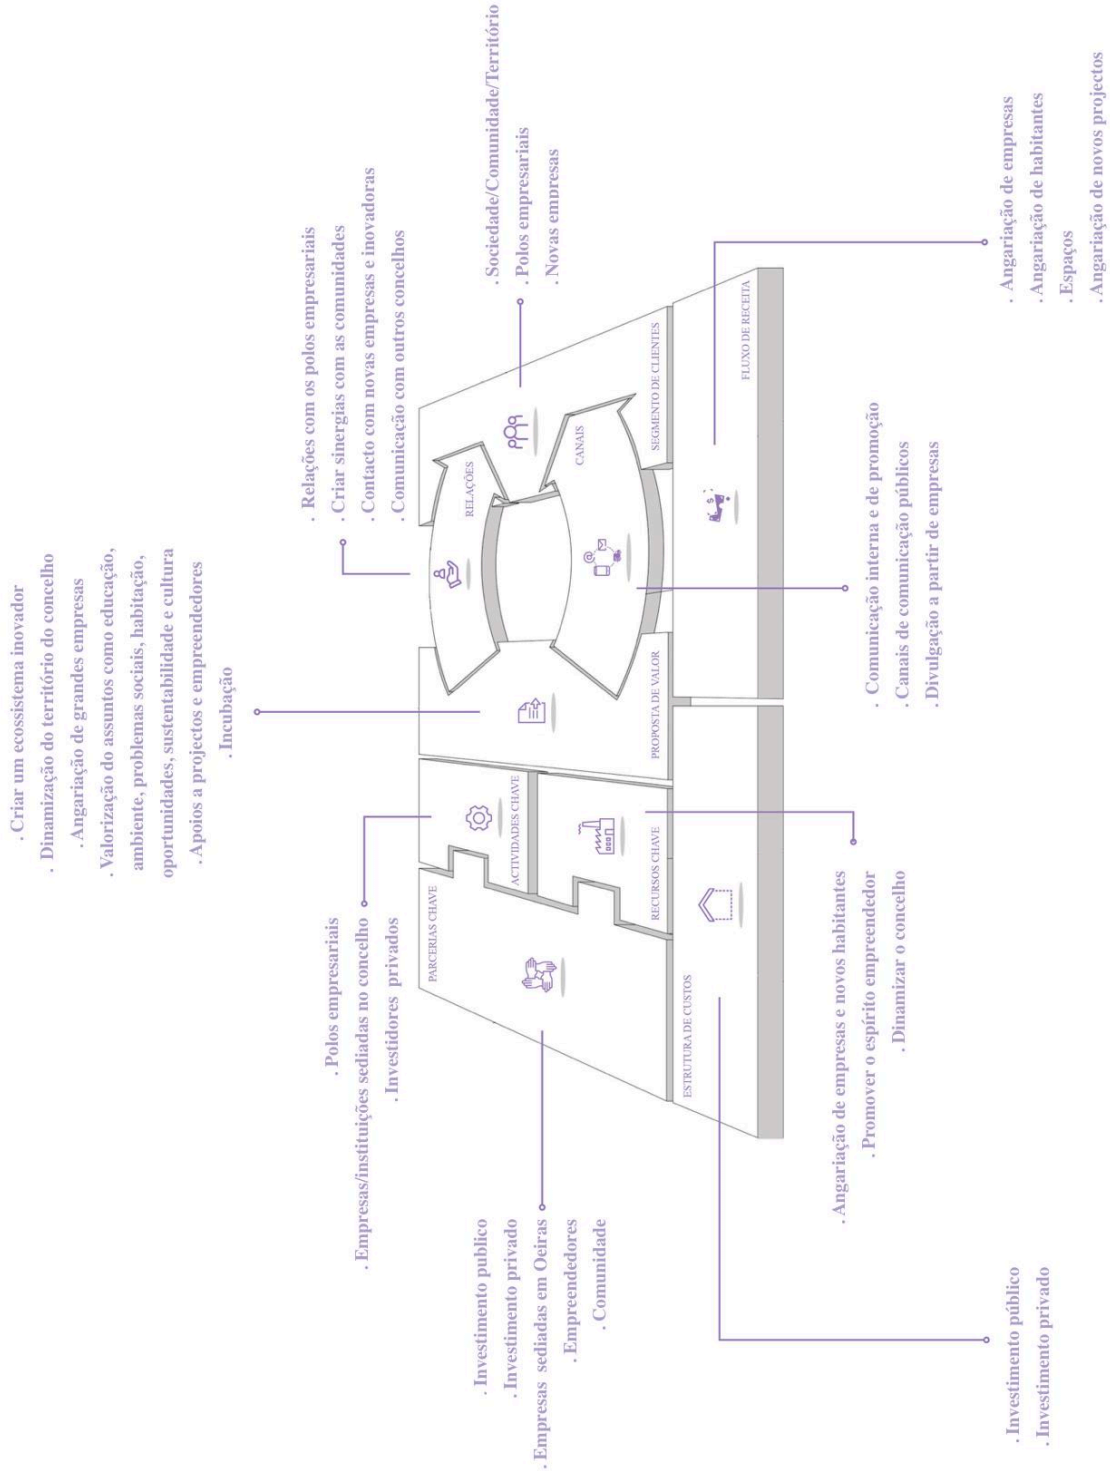 . Criar um ecossistema inovador
. Dinamização do território do concelho
. Angariação de grandes empresas
. Valorização do assuntos como educação,
ambiente, problemas sociais, habitação,
oportunidades, sustentabilidade e cultura
. Apoios a projectos e empreendedores
. Incubação
. Polos empresariais
. Empresas/instituições sediadas no concelho
. Investidores privados
. Relações com os polos empresariais
. Criar sinergias com as comunidades
. Contacto com novas empresas e inovadoras
. Comunicação com outros concelhos
. Investimento publico
. Investimento privado
. Empresas sediadas em Oeiras
. Empreendedores
. Comunidade
. Sociedade/Comunidade/Território
. Polos empresariais
. Novas empresas
PARCERIAS CHAVE
ACTIVIDADES CHAVE
RECURSOS CHAVE
PROPOSTA DE VALOR
RELAÇÕES
CANAIS
SEGMENTO DE CLIENTES
ESTRUTURA DE CUSTOS
FLUXO DE RECEITA
. Angariação de empresas e novos habitantes
. Promover o espírito empreendedor
. Dinamizar o concelho
. Comunicação interna e de promoção
. Canais de comunicação públicos
. Divulgação a partir de empresas
. Investimento público
. Investimento privado
. Angariação de empresas
. Angariação de habitantes
. Espaços
. Angariação de novos projectos